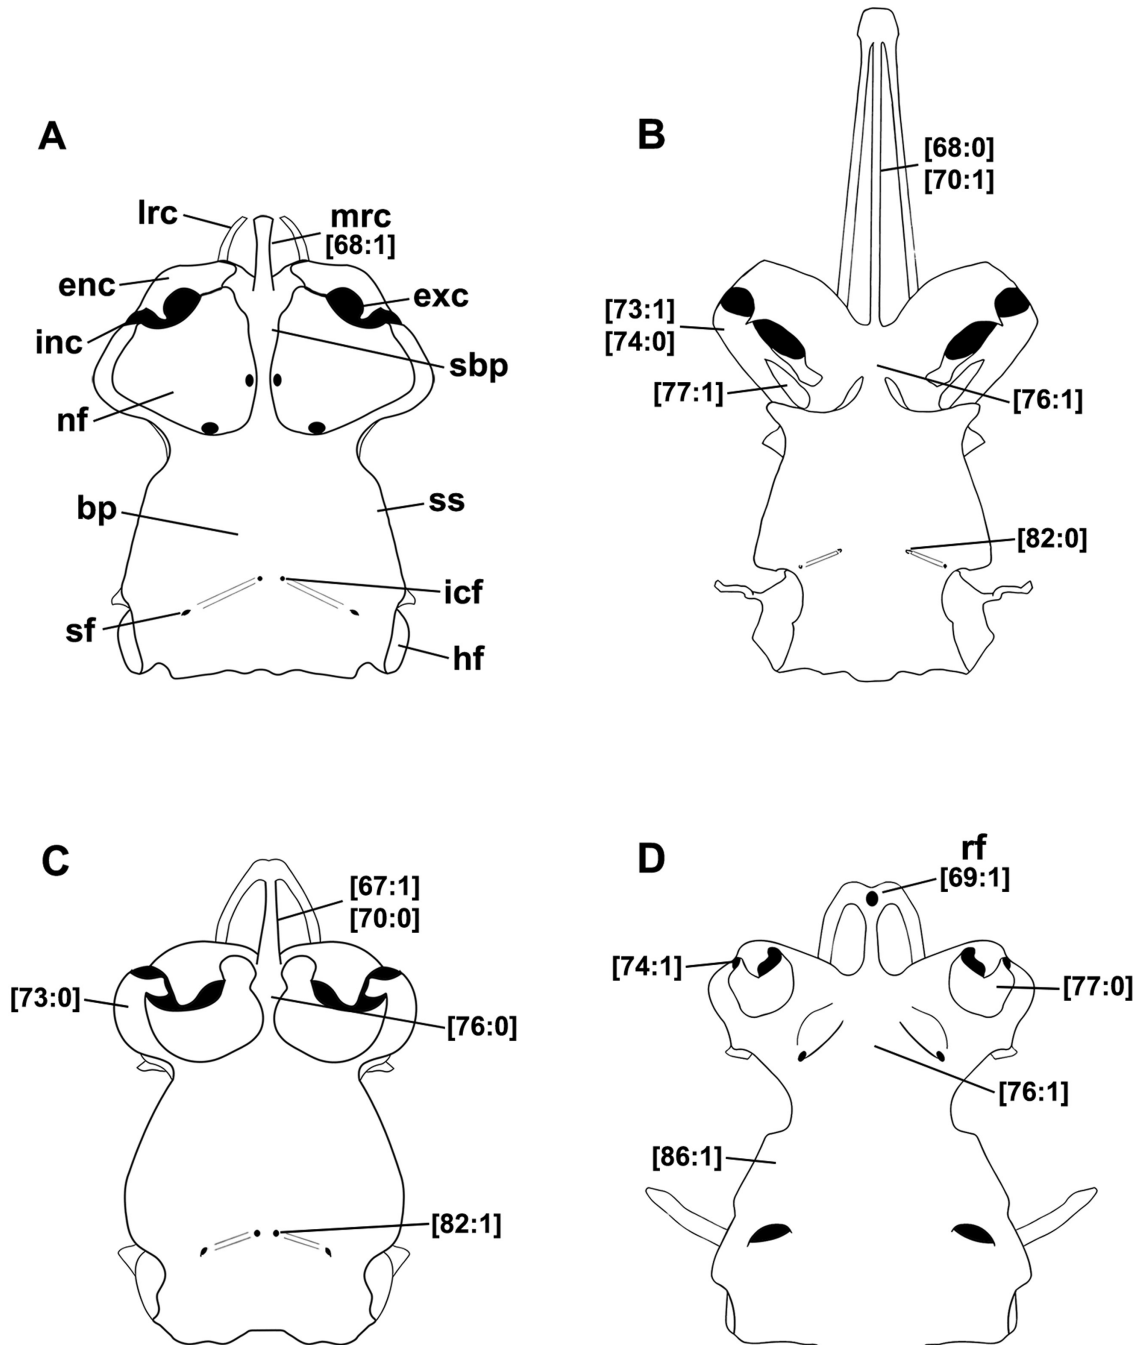 A
lrc
mrc
[68:1]
enc
exc
inc
sbp
nf
bp
ss
icf
sf
hf
B
[68:0]
[70:1]
[73:1]
[74:0]
[77:1]
[76:1]
[82:0]
C
[67:1]
[70:0]
[73:0]
[76:0]
[82:1]
D
rf
[69:1]
[74:1]
[77:0]
[76:1]
[86:1]